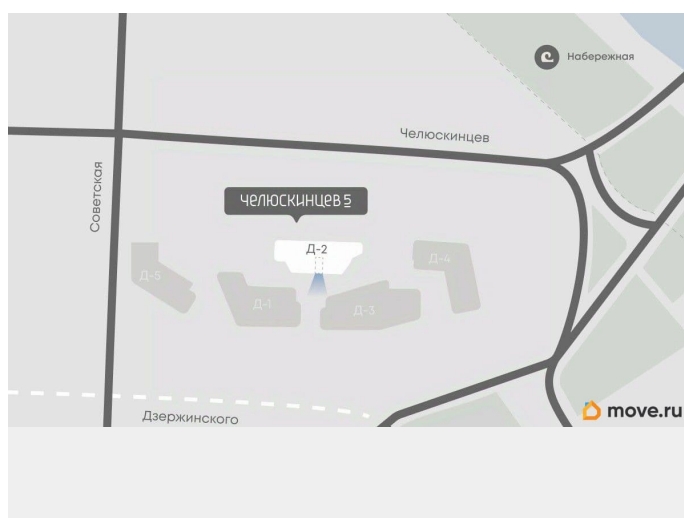 Набережная
Челюскинцев
Советская
челюскинцев 5
Д-2
Д-4
Д-5
Д-1
Д-3
Дзержинского
move.ru